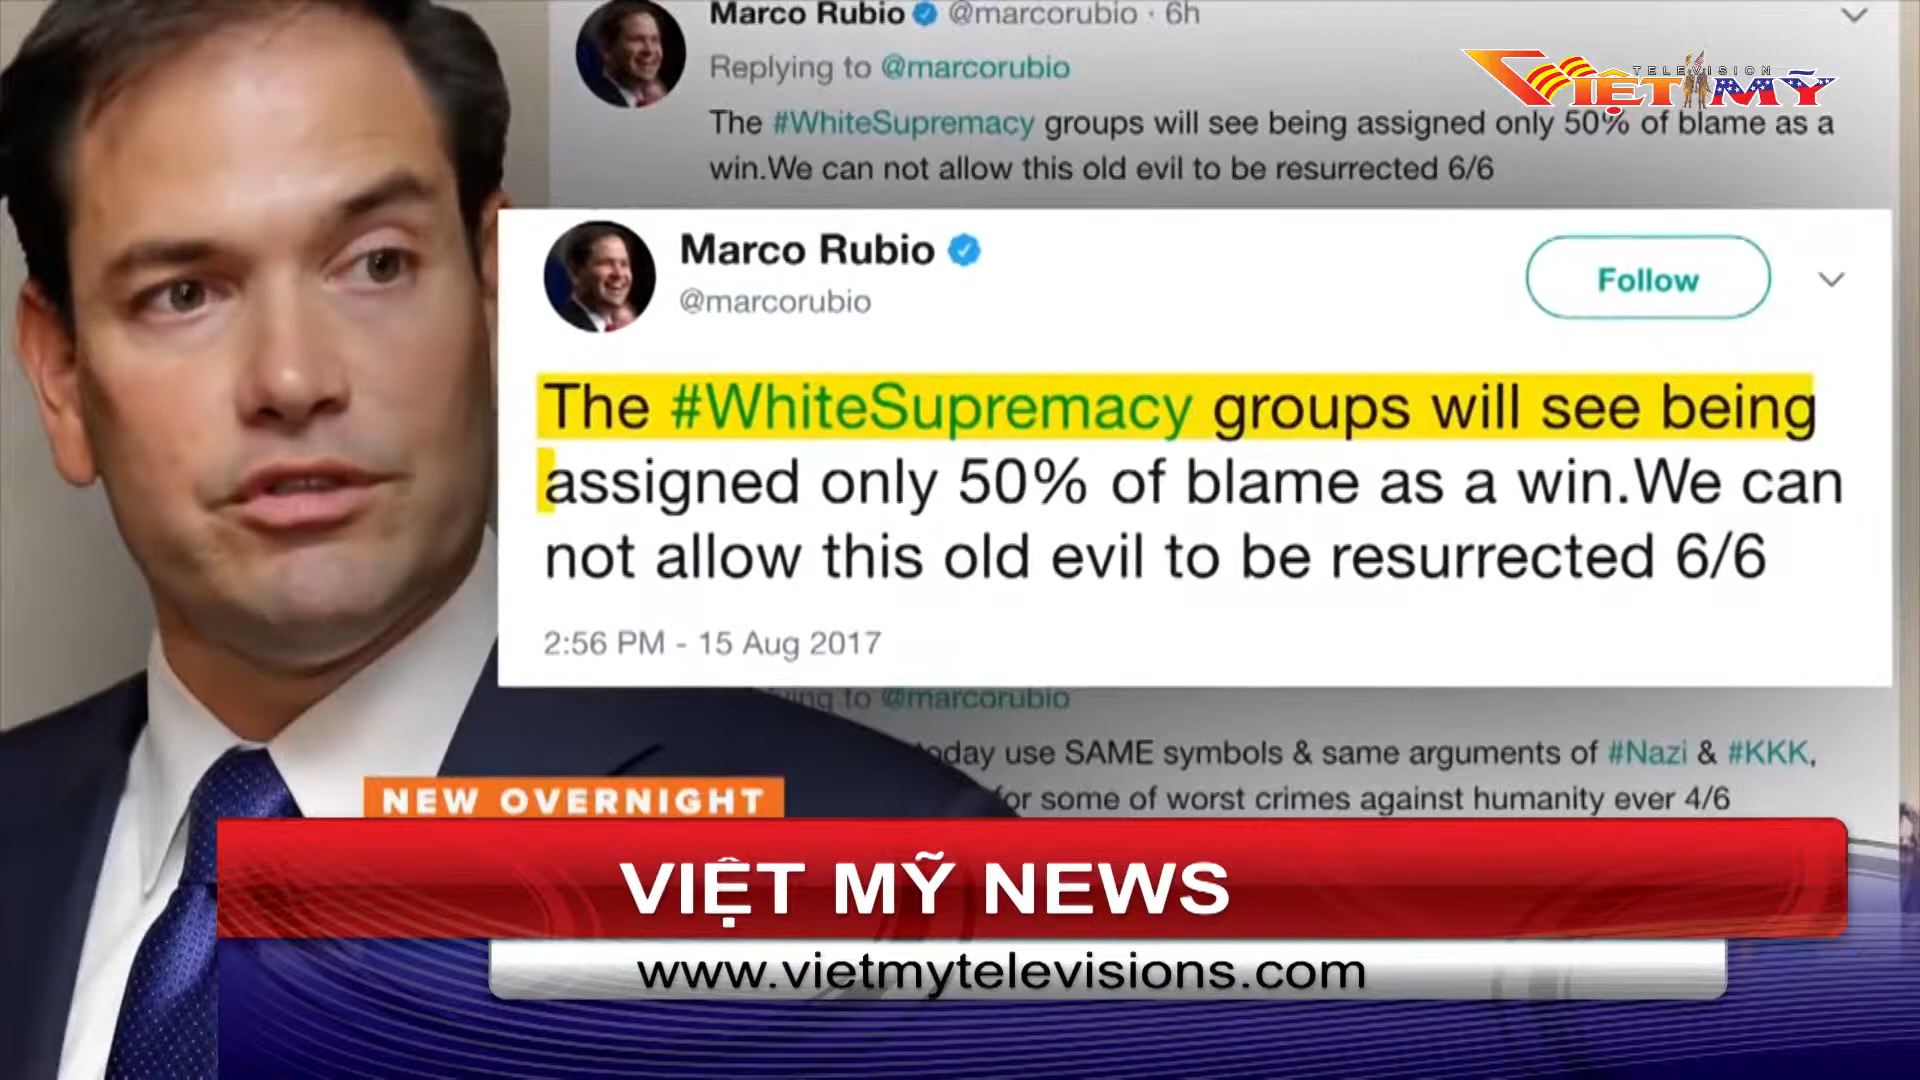 Marco Rubio @marcorubio · 6h
Replying to @marcorubio
TELEVISION
VIỆT MỸ
The #WhiteSupremacy groups will see being assigned only 50% of blame as a
win.We can not allow this old evil to be resurrected 6/6
Marco Rubio
@marcorubio
Follow
The #WhiteSupremacy groups will see being
assigned only 50% of blame as a win.We can
not allow this old evil to be resurrected 6/6
2:56 PM - 15 Aug 2017
to @marcorubio
use SAME symbols & same arguments of #Nazi & #KKK,
for some of worst crimes against humanity ever 4/6
NEW OVERNIGHT
VIỆT MỸ NEWS
www.vietmytelevisions.com